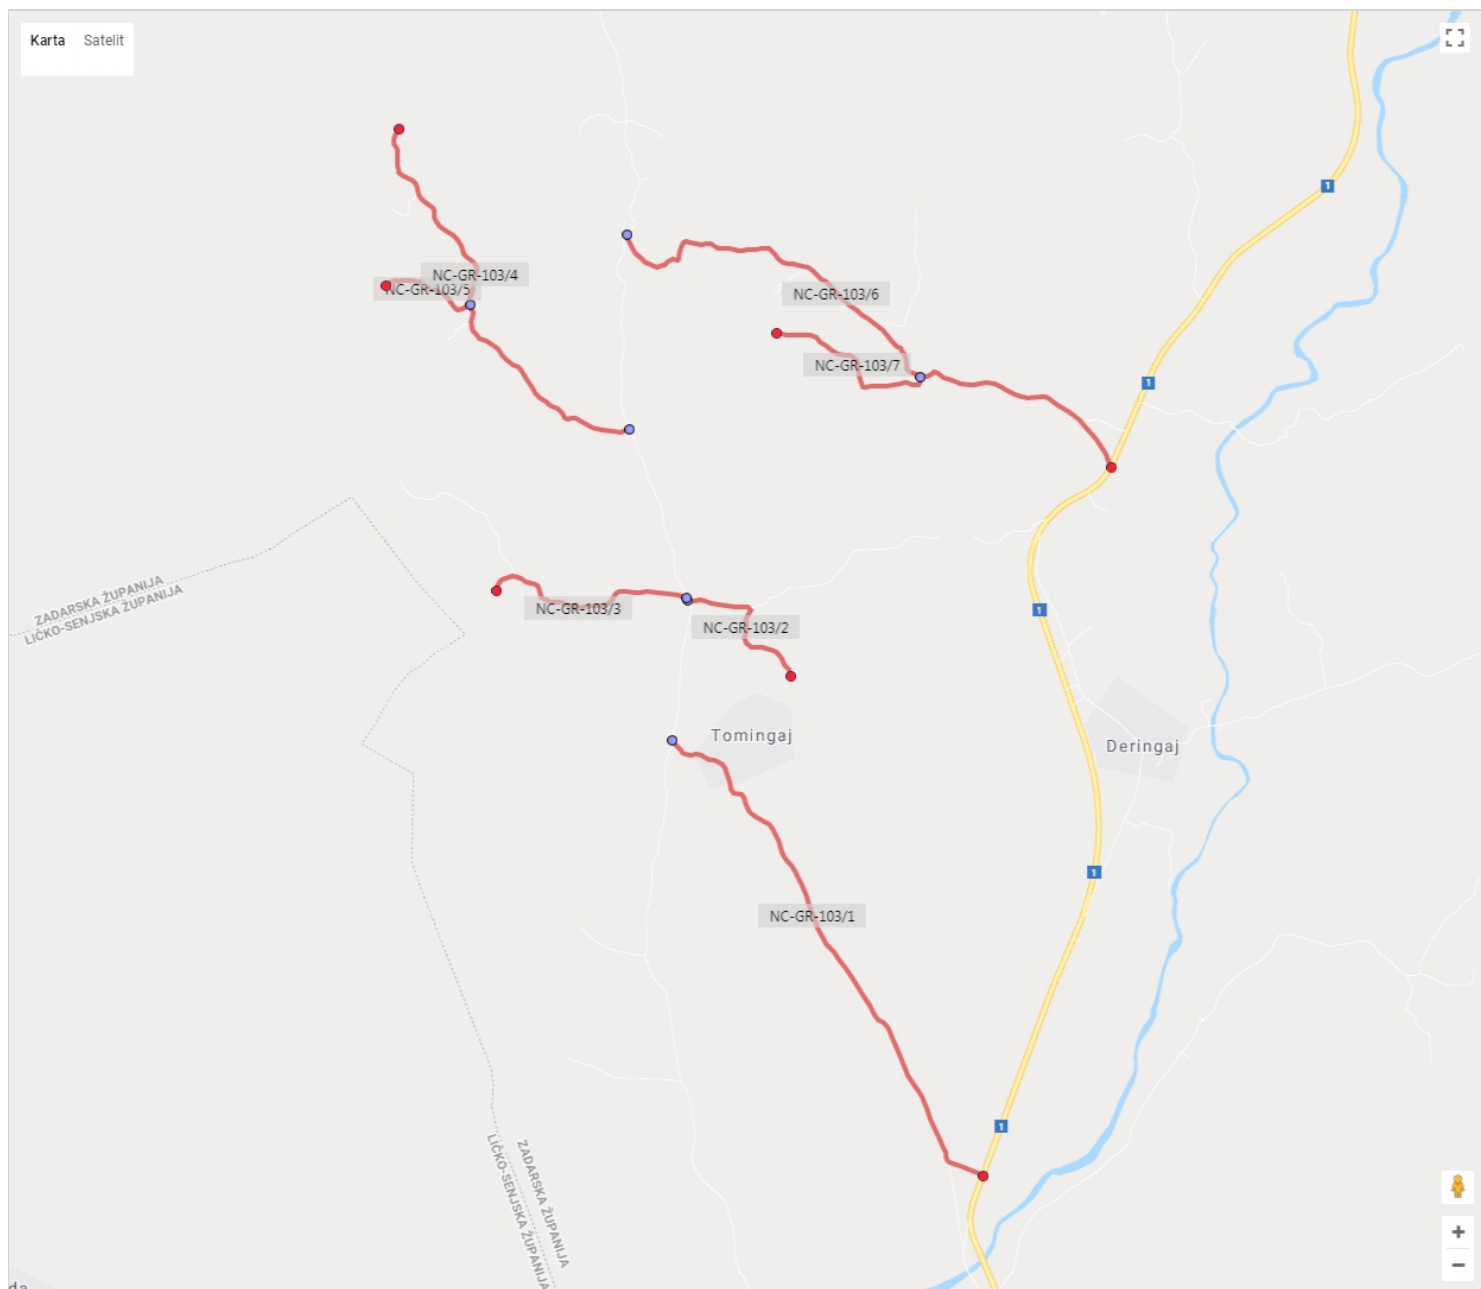 Karta Satelit
1
NC-GR-103/4
NC-GR-103/5
NC-GR-103/6
NC-GR-103/7
1
ZADARSKA ŽUPANIJA
LIČKO-SENJSKA ŽUPANIJA
NC-GR-103/3
1
NC-GR-103/2
Tomingaj
Deringaj
1
NC-GR-103/1
1
ZADARSKA ŽUPANIJA
LIČKO-SENJSKA ŽUPANIJA
+
−
da